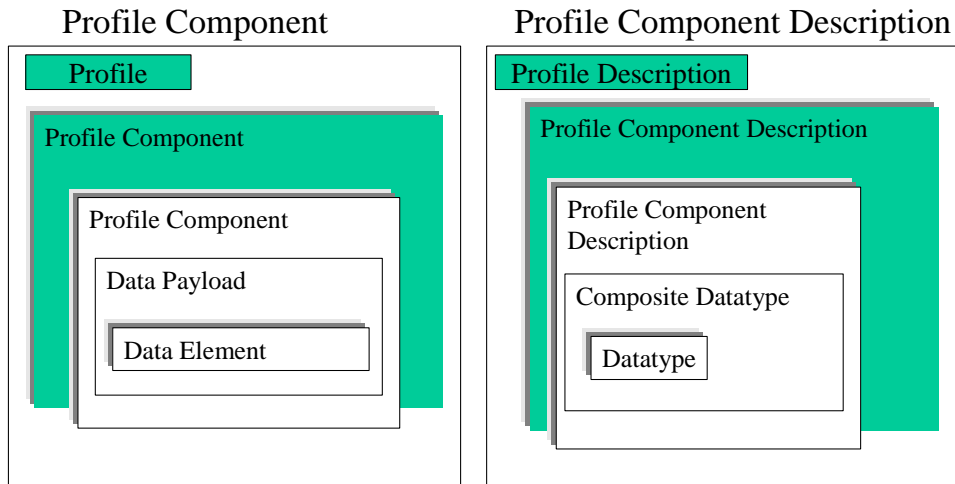 Profile Component
Profile
Profile Component
Profile Component
Data Payload
Data Element
Profile Component Description
Profile Description
Profile Component Description
Profile Component
Description
Composite Datatype
Datatype